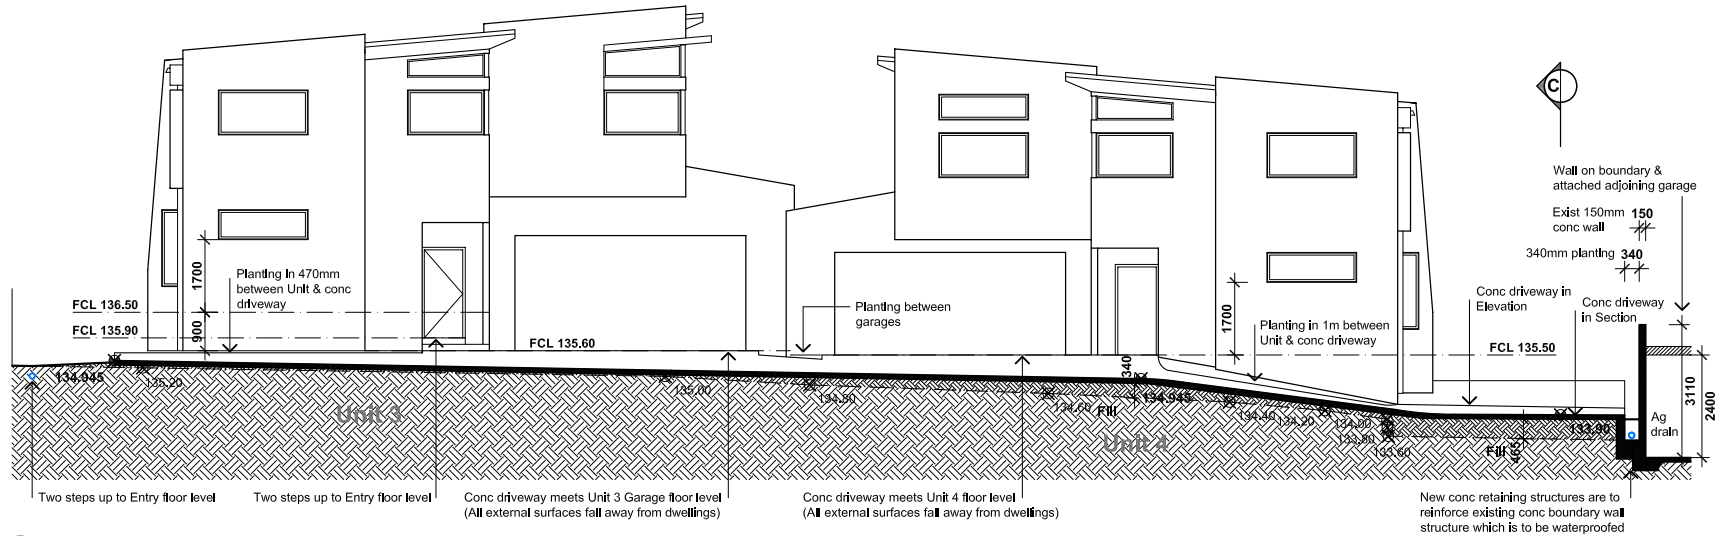 C
Wall on boundary &
attached adjoining garage
Exist 150mm
conc wall
150
340mm planting
340
Planting in 470mm
between Unit & conc
driveway
1700
900
FCL 136.50
FCL 135.90
FCL 135.60
Planting between
garages
1700
Planting in 1m between
Unit & conc driveway
Conc driveway in
Elevation
Conc driveway
in Section
FCL 135.50
340
134.945
135.20
135.00
134.80
134.60
Fill
134.945
134.40
134.20
134.00
133.80
133.60
133.90
Fill
465
Ag
drain
3110
2400
Unit 3
Unit 4
Two steps up to Entry floor level
Two steps up to Entry floor level
Conc driveway meets Unit 3 Garage floor level
(All external surfaces fall away from dwellings)
Conc driveway meets Unit 4 floor level
(All external surfaces fall away from dwellings)
New conc retaining structures are to
reinforce existing conc boundary wall
structure which is to be waterproofed